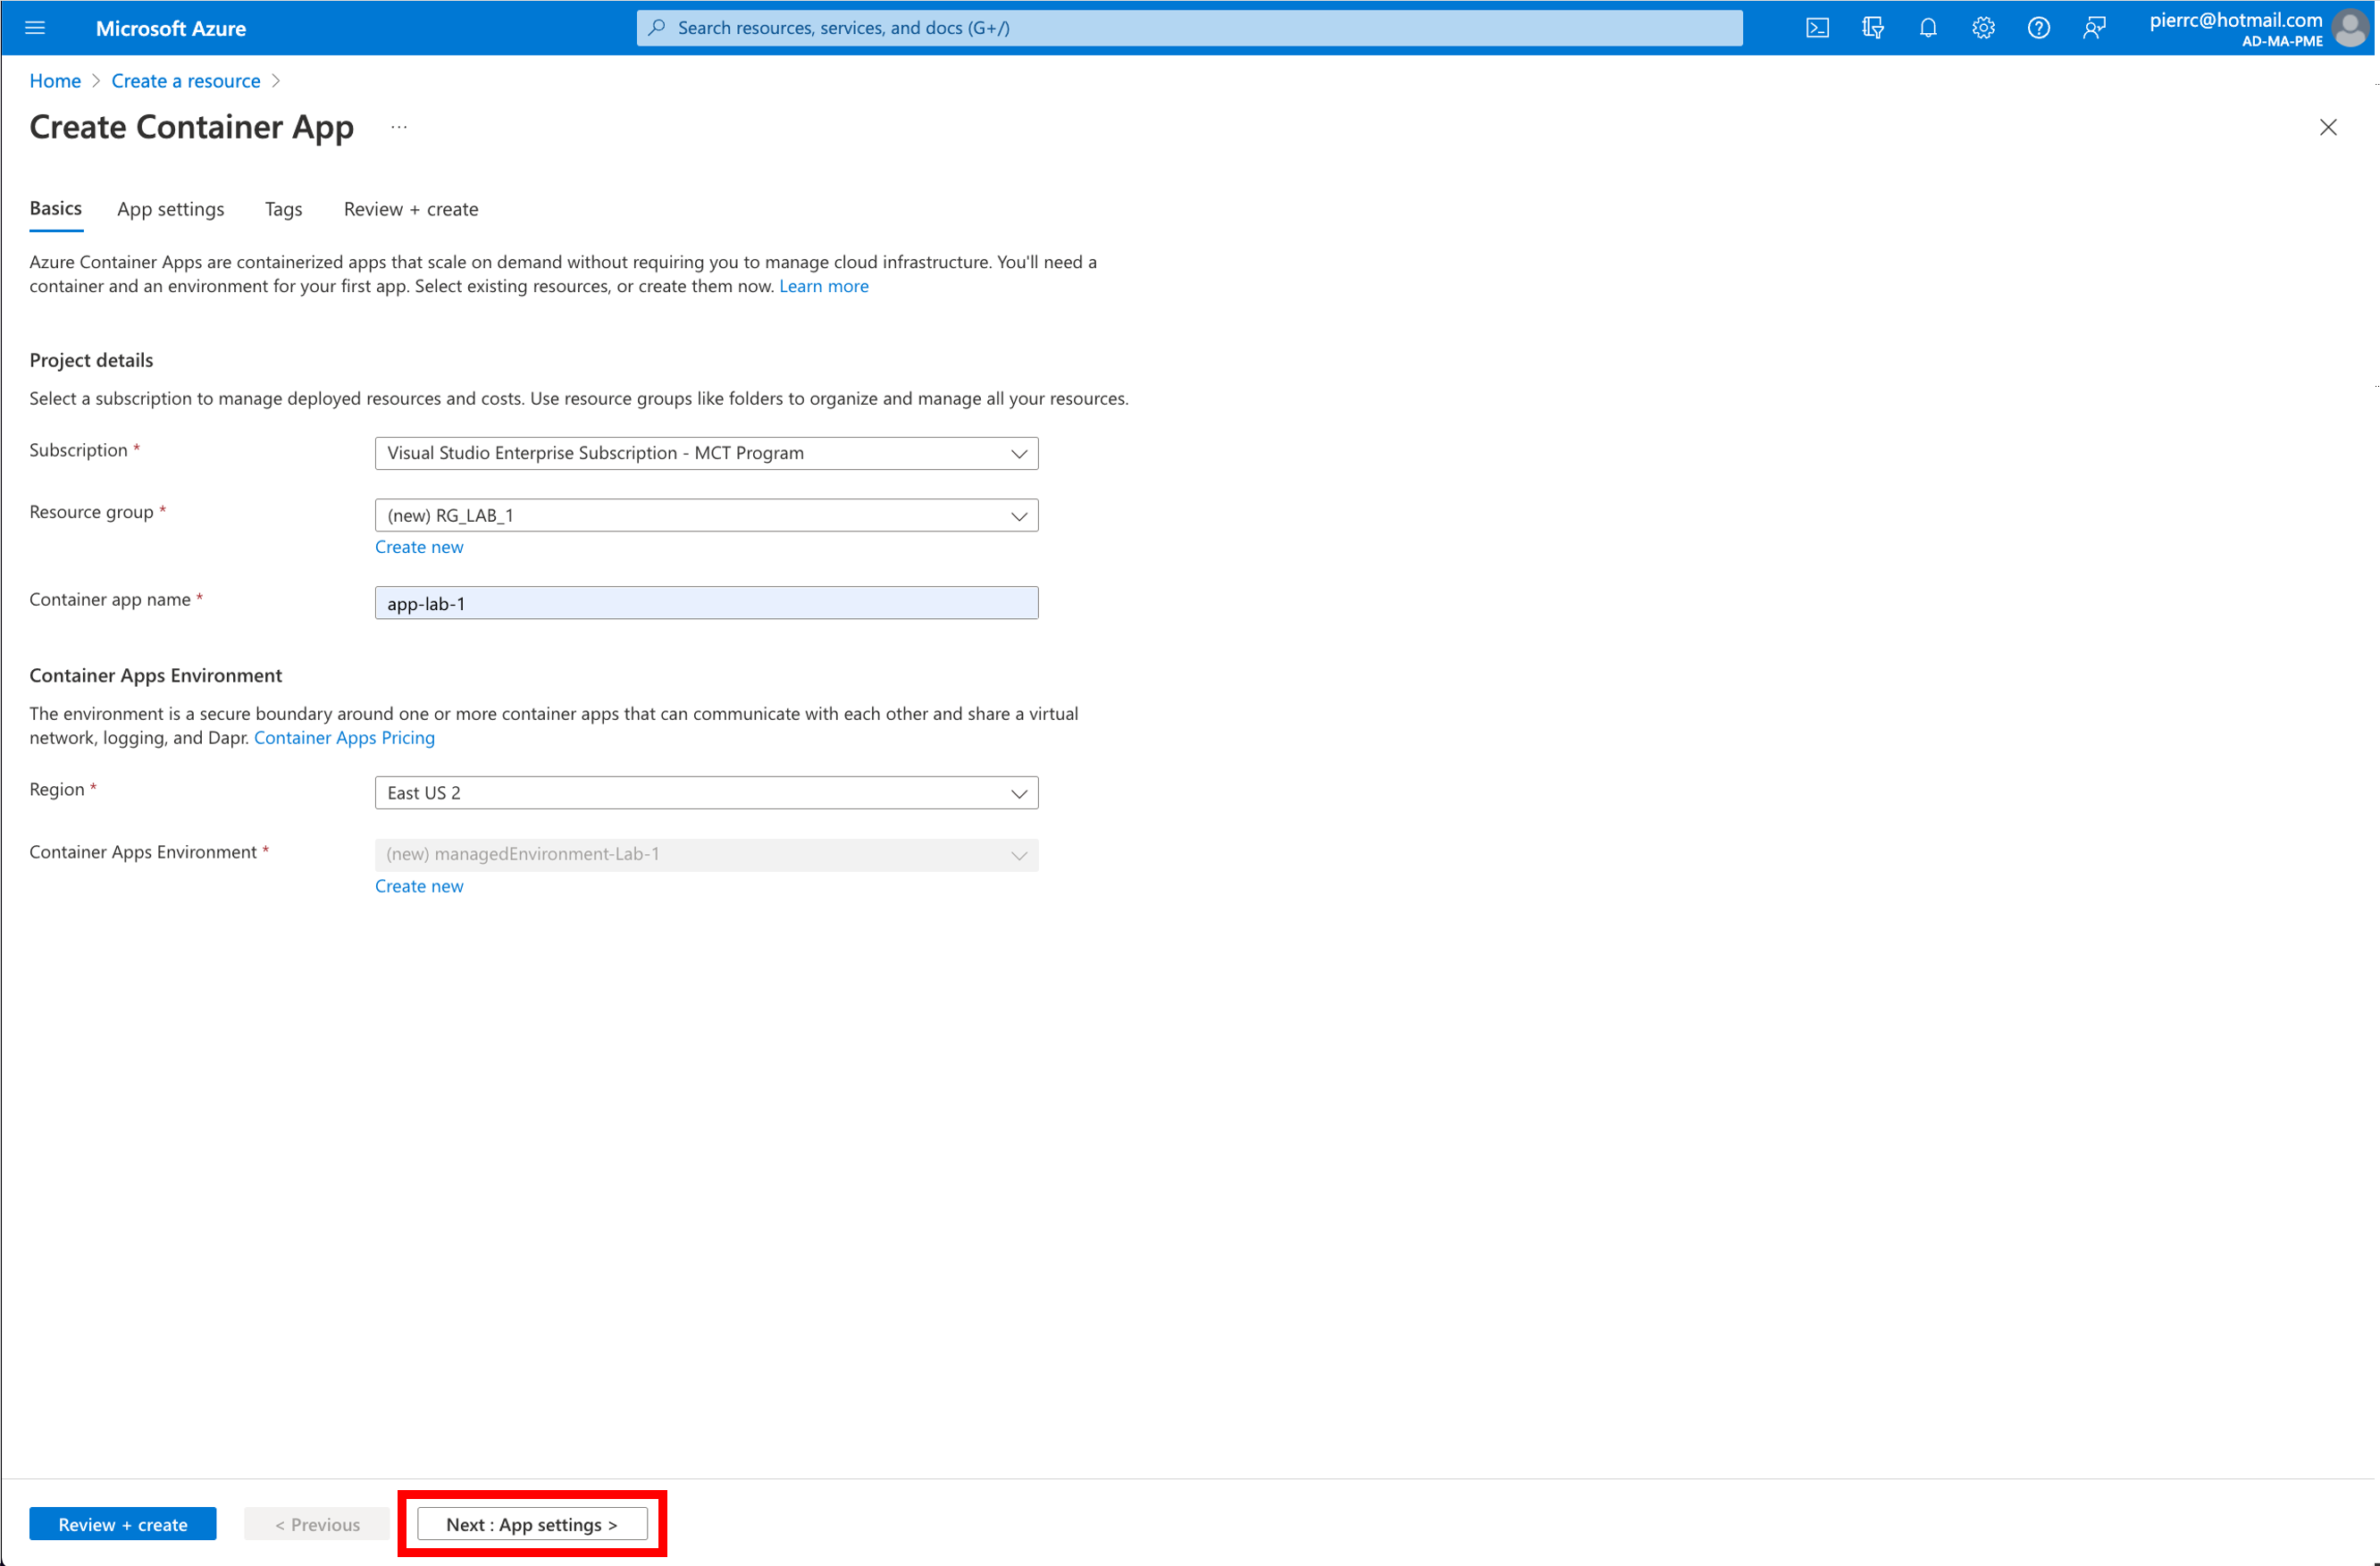 Microsoft Azure
Search resources, services, and docs (G+/)
pierrc@hotmail.com
AD-MA-PME
Home > Create a resource >
Create Container App ...
Basics App settings Tags Review + create
Azure Container Apps are containerized apps that scale on demand without requiring you to manage cloud infrastructure. You'll need a
container and an environment for your first app. Select existing resources, or create them now. Learn more
Project details
Select a subscription to manage deployed resources and costs. Use resource groups like folders to organize and manage all your resources.
Subscription * Visual Studio Enterprise Subscription - MCT Program
Resource group * (new) RG_LAB_1
Create new
Container app name * app-lab-1
Container Apps Environment
The environment is a secure boundary around one or more container apps that can communicate with each other and share a virtual
network, logging, and Dapr. Container Apps Pricing
Region * East US 2
Container Apps Environment * (new) managedEnvironment-Lab-1
Create new
Review + create < Previous Next : App settings >